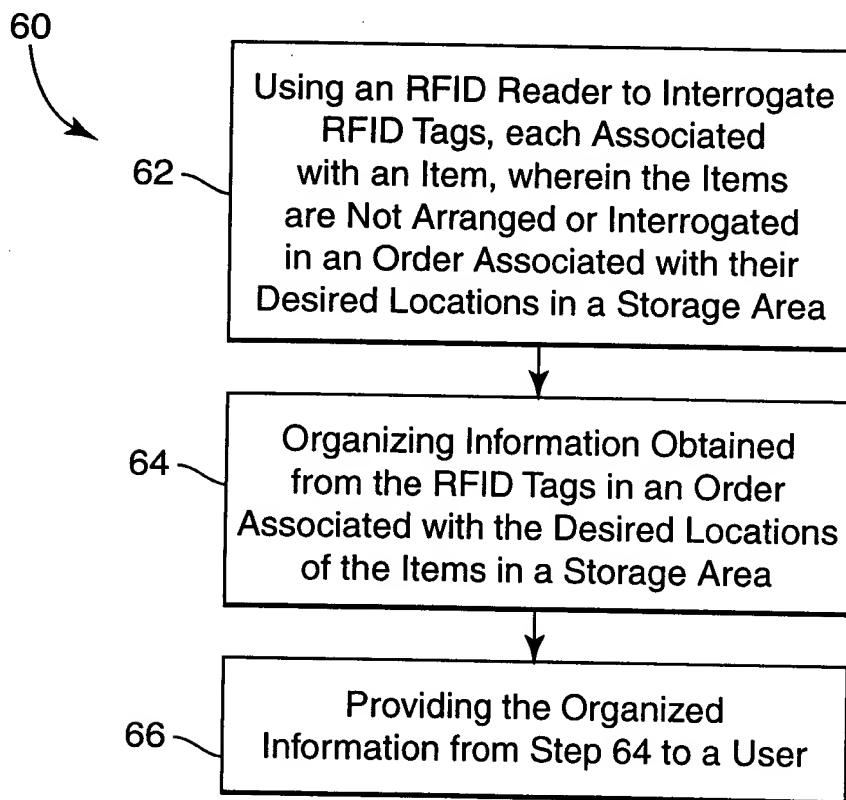 60
62
Using an RFID Reader to Interrogate
RFID Tags, each Associated
with an Item, wherein the Items
are Not Arranged or Interrogated
in an Order Associated with their
Desired Locations in a Storage Area
64
Organizing Information Obtained
from the RFID Tags in an Order
Associated with the Desired Locations
of the Items in a Storage Area
66
Providing the Organized
Information from Step 64 to a User